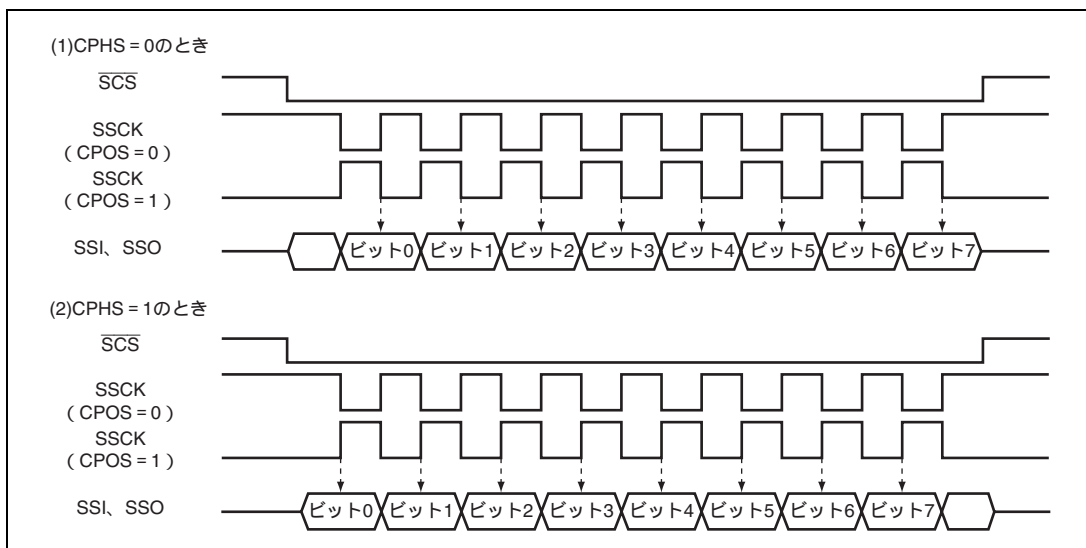 (1)CPHS = 0のとき
SCS
SSCK
( CPOS = 0 )
SSCK
( CPOS = 1 )
SSI、SSO
ビット0 ビット1 ビット2 ビット3 ビット4 ビット5 ビット6 ビット7
(2)CPHS = 1のとき
SCS
SSCK
( CPOS = 0 )
SSCK
( CPOS = 1 )
SSI、SSO
ビット0 ビット1 ビット2 ビット3 ビット4 ビット5 ビット6 ビット7